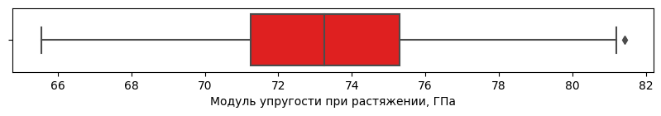 66 68 70 72 74 76 78 80 82
Модуль упругости при растяжении, ГПа